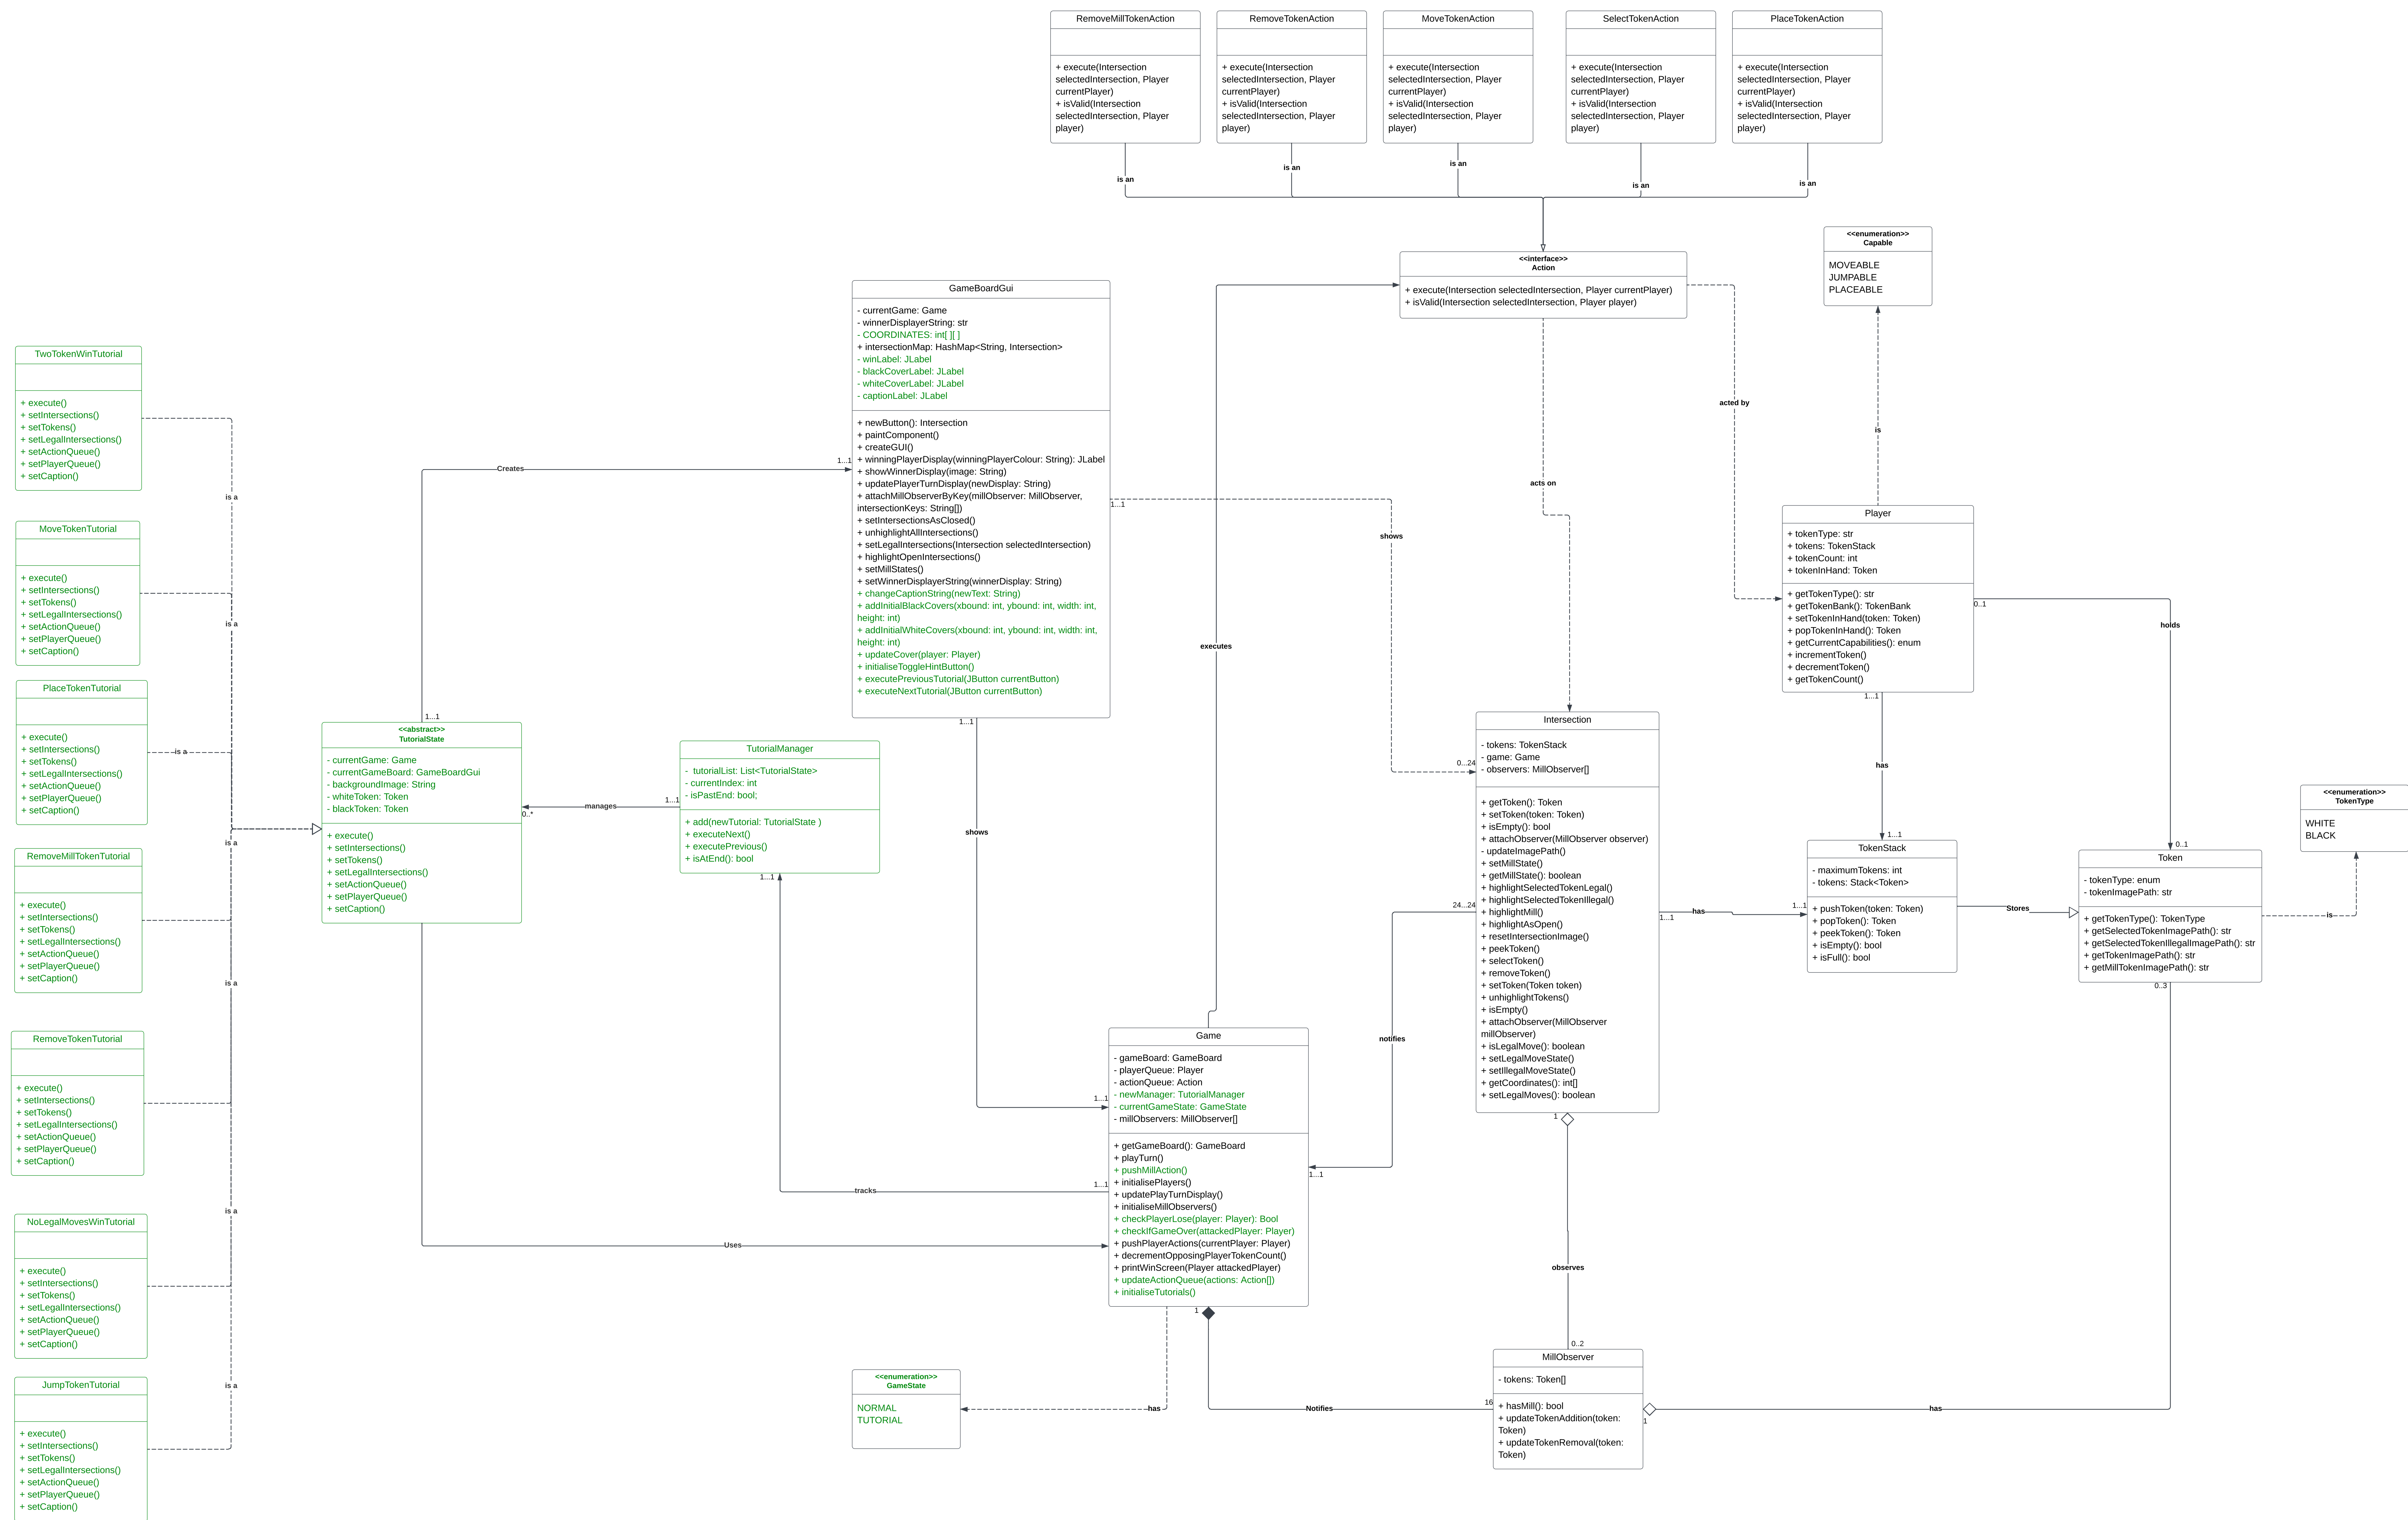 RemoveMillTokenAction
+ execute(Intersection
selectedIntersection, Player
currentPlayer)
+ isValid(Intersection
selectedIntersection, Player
player)
RemoveTokenAction
+ execute(Intersection
selectedIntersection, Player
currentPlayer)
+ isValid(Intersection
selectedIntersection, Player
player)
MoveTokenAction
+ execute(Intersection
selectedIntersection, Player
currentPlayer)
+ isValid(Intersection
selectedIntersection, Player
player)
SelectTokenAction
+ execute(Intersection
selectedIntersection, Player
currentPlayer)
+ isValid(Intersection
selectedIntersection, Player
player)
PlaceTokenAction
+ execute(Intersection
selectedIntersection, Player
currentPlayer)
+ isValid(Intersection
selectedIntersection, Player
player)
is an
is an
is an
is an
is an
<<interface>>
Action
+ execute(Intersection selectedIntersection, Player currentPlayer)
+ isValid(Intersection selectedIntersection, Player player)
<<enumeration>>
Capable
MOVEABLE
JUMPABLE
PLACEABLE
GameBoardGui
- currentGame: Game
- winnerDisplayerString: str
- COORDINATES: int[ ][ ]
+ intersectionMap: HashMap<String, Intersection>
- winLabel: JLabel
- blackCoverLabel: JLabel
- whiteCoverLabel: JLabel
- captionLabel: JLabel
+ newButton(): Intersection
+ paintComponent()
+ createGUI()
+ winningPlayerDisplay(winningPlayerColour: String): JLabel
+ showWinnerDisplay(image: String)
+ updatePlayerTurnDisplay(newDisplay: String)
+ attachMillObserverByKey(millObserver: MillObserver,
intersectionKeys: String[])
+ setIntersectionsAsClosed()
+ unhighlightAllIntersections()
+ setLegalIntersections(Intersection selectedIntersection)
+ highlightOpenIntersections()
+ setMillStates()
+ setWinnerDisplayerString(winnerDisplay: String)
+ changeCaptionString(newText: String)
+ addInitialBlackCovers(xbound: int, ybound: int, width: int,
height: int)
+ addInitialWhiteCovers(xbound: int, ybound: int, width: int,
height: int)
+ updateCover(player: Player)
+ initialiseToggleHintButton()
+ executePreviousTutorial(JButton currentButton)
+ executeNextTutorial(JButton currentButton)
TwoTokenWinTutorial
+ execute()
+ setIntersections()
+ setTokens()
+ setLegalIntersections()
+ setActionQueue()
+ setPlayerQueue()
+ setCaption()
MoveTokenTutorial
+ execute()
+ setIntersections()
+ setTokens()
+ setLegalIntersections()
+ setActionQueue()
+ setPlayerQueue()
+ setCaption()
PlaceTokenTutorial
+ execute()
+ setIntersections()
+ setTokens()
+ setLegalIntersections()
+ setActionQueue()
+ setPlayerQueue()
+ setCaption()
RemoveMillTokenTutorial
+ execute()
+ setIntersections()
+ setTokens()
+ setLegalIntersections()
+ setActionQueue()
+ setPlayerQueue()
+ setCaption()
RemoveTokenTutorial
+ execute()
+ setIntersections()
+ setTokens()
+ setLegalIntersections()
+ setActionQueue()
+ setPlayerQueue()
+ setCaption()
NoLegalMovesWinTutorial
+ execute()
+ setIntersections()
+ setTokens()
+ setLegalIntersections()
+ setActionQueue()
+ setPlayerQueue()
+ setCaption()
JumpTokenTutorial
+ execute()
+ setIntersections()
+ setTokens()
+ setLegalIntersections()
+ setActionQueue()
+ setPlayerQueue()
+ setCaption()
is a
is a
is a
is a
is a
is a
is a
<<abstract>>
TutorialState
- currentGame: Game
- currentGameBoard: GameBoardGui
- backgroundImage: String
- whiteToken: Token
- blackToken: Token
+ execute()
+ setIntersections()
+ setTokens()
+ setLegalIntersections()
+ setActionQueue()
+ setPlayerQueue()
+ setCaption()
Creates
1...1
1...1
manages
0..*
1...1
TutorialManager
- tutorialList: List<TutorialState>
- currentIndex: int
- isPastEnd: bool;
+ add(newTutorial: TutorialState )
+ executeNext()
+ executePrevious()
+ isAtEnd(): bool
1...1
tracks
1...1
Uses
shows
1...1
1...1
executes
1...1
shows
0...24
acts on
acted by
is
Player
+ tokenType: str
+ tokens: TokenStack
+ tokenCount: int
+ tokenInHand: Token
+ getTokenType(): str
+ getTokenBank(): TokenBank
+ setTokenInHand(token: Token)
+ popTokenInHand(): Token
+ getCurrentCapabilities(): enum
+ incrementToken()
+ decrementToken()
+ getTokenCount()
0..1
holds
0..1
1...1
has
1...1
Intersection
- tokens: TokenStack
- game: Game
- observers: MillObserver[]
+ getToken(): Token
+ setToken(token: Token)
+ isEmpty(): bool
+ attachObserver(MillObserver observer)
- updateImagePath()
+ setMillState()
+ getMillState(): boolean
+ highlightSelectedTokenLegal()
+ highlightSelectedTokenIllegal()
+ highlightMill()
+ highlightAsOpen()
+ resetIntersectionImage()
+ peekToken()
+ selectToken()
+ removeToken()
+ setToken(Token token)
+ unhighlightTokens()
+ isEmpty()
+ attachObserver(MillObserver
millObserver)
+ isLegalMove(): boolean
+ setLegalMoveState()
+ setIllegalMoveState()
+ getCoordinates(): int[]
+ setLegalMoves(): boolean
1...1
has
1...1
TokenStack
- maximumTokens: int
- tokens: Stack<Token>
+ pushToken(token: Token)
+ popToken(): Token
+ peekToken(): Token
+ isEmpty(): bool
+ isFull(): bool
Stores
Token
- tokenType: enum
- tokenImagePath: str
+ getTokenType(): TokenType
+ getSelectedTokenImagePath(): str
+ getSelectedTokenIllegalImagePath(): str
+ getTokenImagePath(): str
+ getMillTokenImagePath(): str
is
<<enumeration>>
TokenType
WHITE
BLACK
24...24
notifies
1...1
Game
- gameBoard: GameBoard
- playerQueue: Player
- actionQueue: Action
- newManager: TutorialManager
- currentGameState: GameState
- millObservers: MillObserver[]
+ getGameBoard(): GameBoard
+ playTurn()
+ pushMillAction()
+ initialisePlayers()
+ updatePlayTurnDisplay()
+ initialiseMillObservers()
+ checkPlayerLose(player: Player): Bool
+ checkIfGameOver(attackedPlayer: Player)
+ pushPlayerActions(currentPlayer: Player)
+ decrementOpposingPlayerTokenCount()
+ printWinScreen(Player attackedPlayer)
+ updateActionQueue(actions: Action[])
+ initialiseTutorials()
has
<<enumeration>>
GameState
NORMAL
TUTORIAL
1
Notifies
16
1
observes
0..2
MillObserver
- tokens: Token[]
+ hasMill(): bool
+ updateTokenAddition(token:
Token)
+ updateTokenRemoval(token:
Token)
1
has
0..3